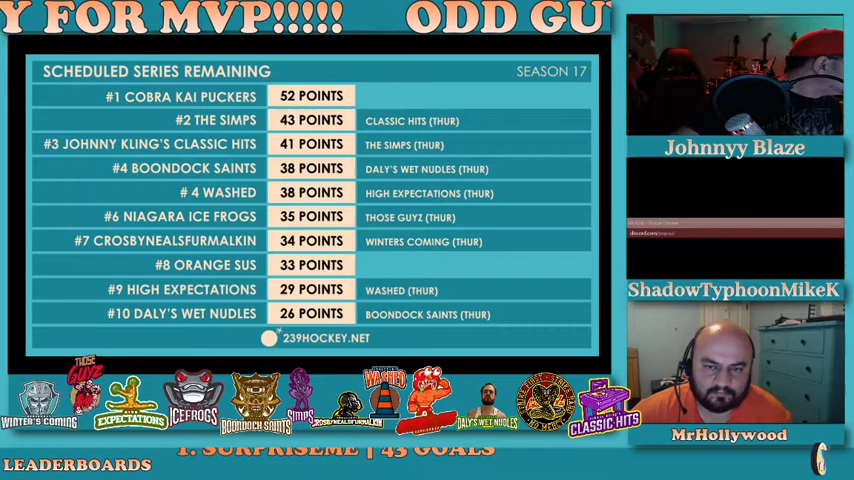 Y FOR MVP!!!!! ODD GU
SCHEDULED SERIES REMAINING SEASON 17
#1 COBRA KAI PUCKERS 52 POINTS
#2 THE SIMPS 43 POINTS CLASSIC HITS (THUR)
#3 JOHNNY KLING'S CLASSIC HITS 41 POINTS THE SIMPS (THUR)
#4 BOONDOCK SAINTS 38 POINTS DALY'S WET NUDLES (THUR)
# 4 WASHED 38 POINTS HIGH EXPECTATIONS (THUR)
#6 NIAGARA ICE FROGS 35 POINTS THOSE GUYZ (THUR)
#7 CROSBYNEALSFURMALKIN 34 POINTS WINTERS COMING (THUR)
#8 ORANGE SUS 33 POINTS
#9 HIGH EXPECTATIONS 29 POINTS WASHED (THUR)
#10 DALY'S WET NUDLES 26 POINTS BOONDOCK SAINTS (THUR)
239HOCKEY.NET
Johnnyy Blaze
ShadowTyphoonMikeK
MrHollywood
WINTER'S COMING
THOSE GUYZ
EXPECTATIONS
ICEFROGS
BOONDOCK SAINTS
SIMPS
CROSBYNEALSFURMALKIN
WASHED
DALY'S WET NUDLES
CLASSIC HITS
LEADERBOARDS
1. SURPRISEME | 43 GOALS